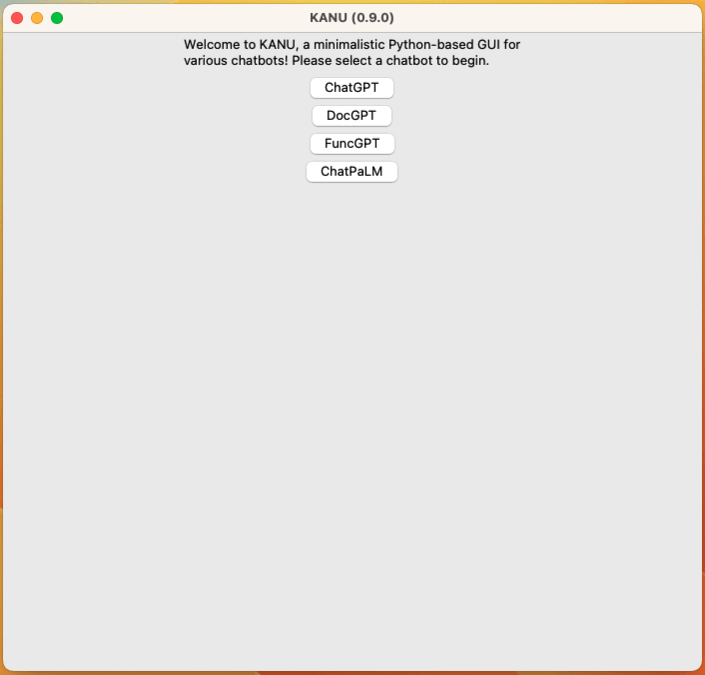 KANU (0.9.0)
Welcome to KANU, a minimalistic Python-based GUI for
various chatbots! Please select a chatbot to begin.
ChatGPT
DocGPT
FuncGPT
ChatPaLM